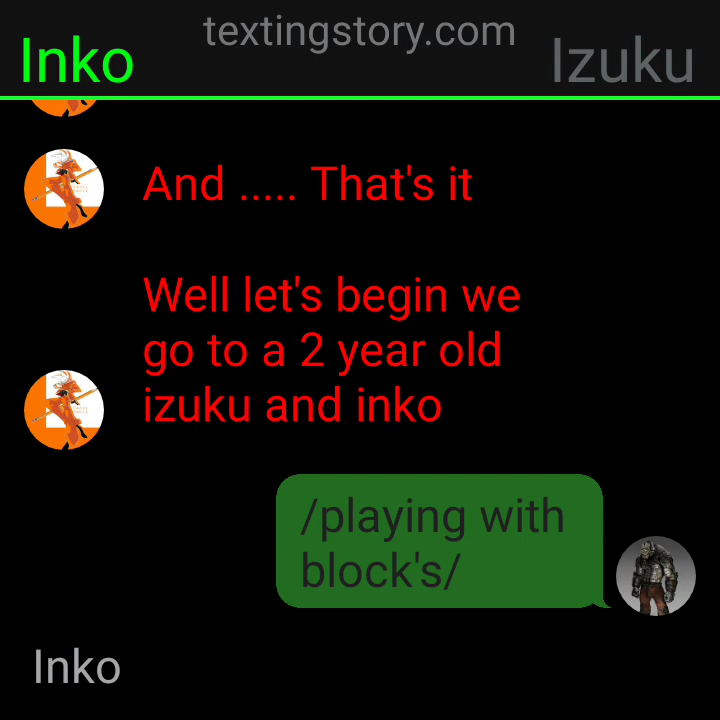 textingstory.com
Inko
Izuku
And ..... That's it
Well let's begin we
go to a 2 year old
izuku and inko
/playing with
block's/
Inko